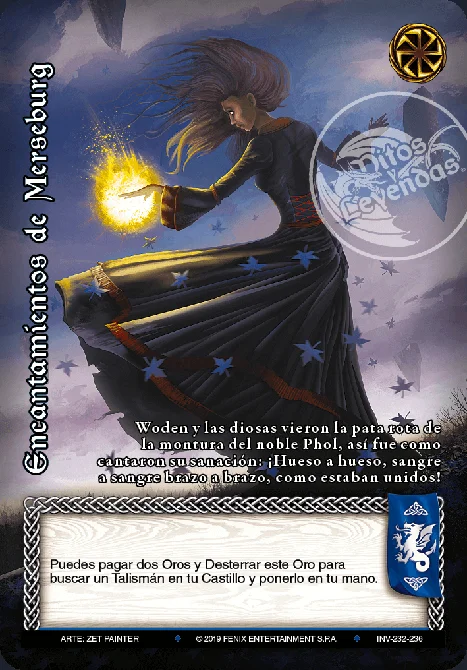 Encantamientos de Merseburg
Mitos
y
Leyendas
Woden y las diosas vieron la pata rota de
la montura del noble Phol, así fue como
cantaron su sanación: ¡Hueso a hueso, sangre
a sangre brazo a brazo, como estaban unidos!
Puedes pagar dos Oros y Desterrar este Oro para
buscar un Talismán en tu Castillo y ponerlo en tu mano.
ARTE: ZET PAINTER © 2019 FENIX ENTERTAINMENT S.P.A. INV-232-236